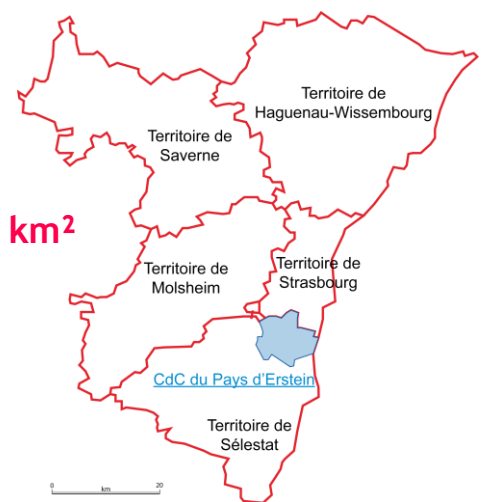 Territoire de
Haguenau-Wissembourg
Territoire de
Saverne
km²
Territoire de
Molsheim
Territoire de
Strasbourg
CdC du Pays d’Erstein
Territoire de
Sélestat
0 20
km